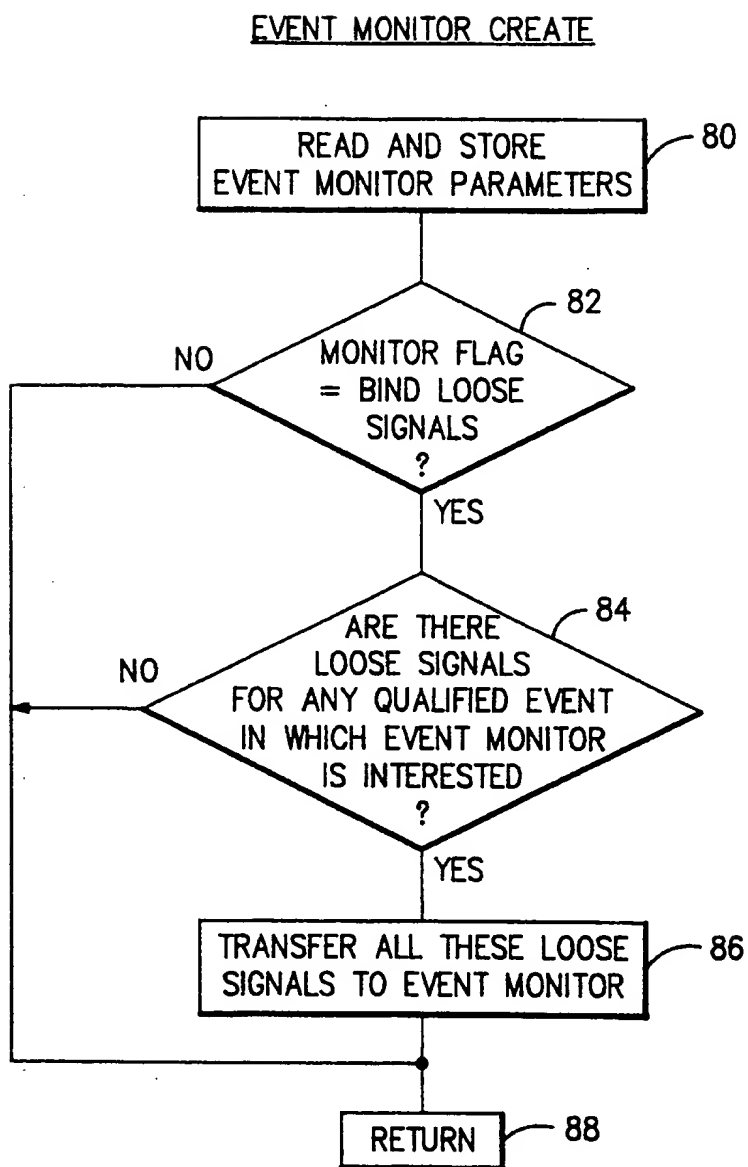 EVENT MONITOR CREATE
READ AND STORE
EVENT MONITOR PARAMETERS
80
82
NO
MONITOR FLAG
= BIND LOOSE
SIGNALS
?
YES
84
NO
ARE THERE
LOOSE SIGNALS
FOR ANY QUALIFIED EVENT
IN WHICH EVENT MONITOR
IS INTERESTED
?
YES
TRANSFER ALL THESE LOOSE
SIGNALS TO EVENT MONITOR
86
RETURN
88